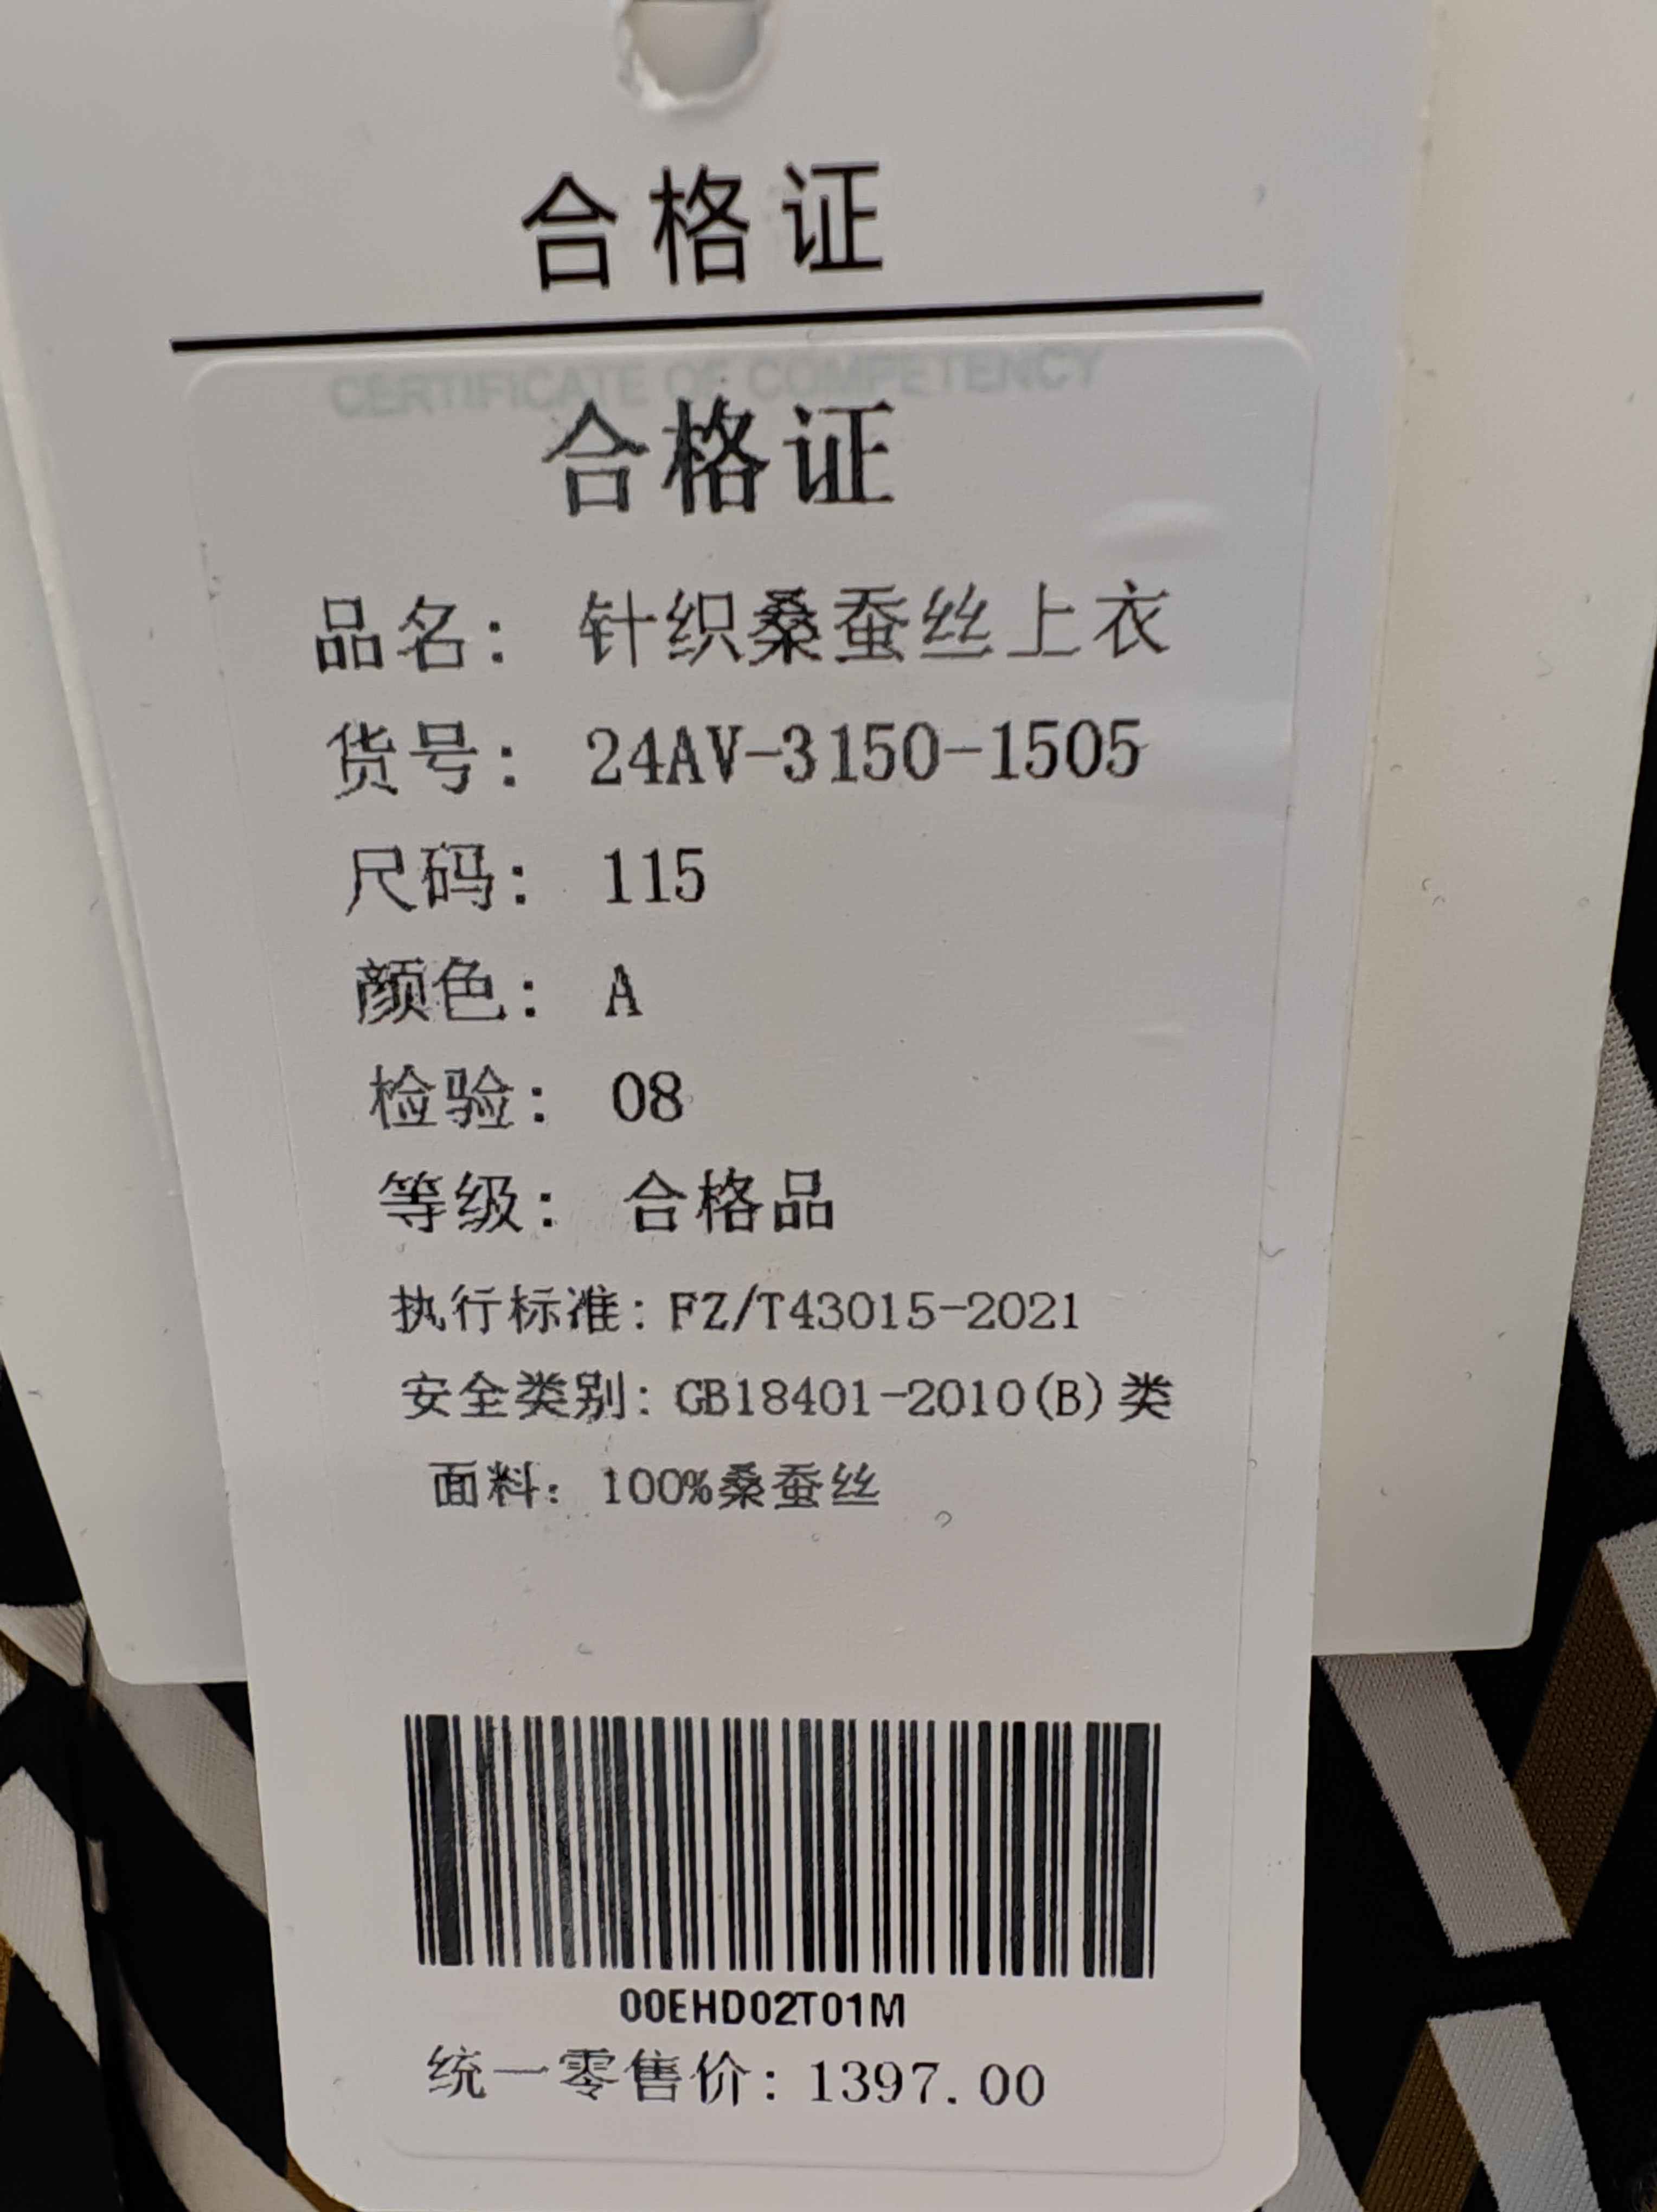 合格证
CERTIFICATE OF COMPETENCY
合格证
品名: 针织桑蚕丝上衣
货号: 24AV-3150-1505
尺码: 115
颜色: A
检验: 08
等级: 合格品
执行标准: FZ/T43015-2021
安全类别: GB18401-2010(B)类
面料: 100%桑蚕丝
00EHD02T01M
统一零售价: 1397.00